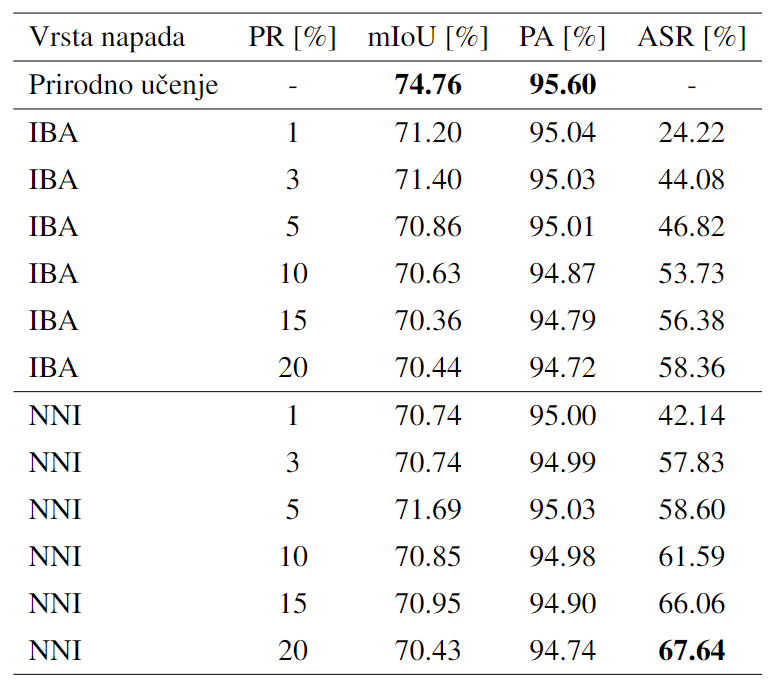 Vrsta napada PR [%] mIoU [%] PA [%] ASR [%]
Prirodno učenje - 74.76 95.60 -
IBA 1 71.20 95.04 24.22
IBA 3 71.40 95.03 44.08
IBA 5 70.86 95.01 46.82
IBA 10 70.63 94.87 53.73
IBA 15 70.36 94.79 56.38
IBA 20 70.44 94.72 58.36
NNI 1 70.74 95.00 42.14
NNI 3 70.74 94.99 57.83
NNI 5 71.69 95.03 58.60
NNI 10 70.85 94.98 61.59
NNI 15 70.95 94.90 66.06
NNI 20 70.43 94.74 67.64